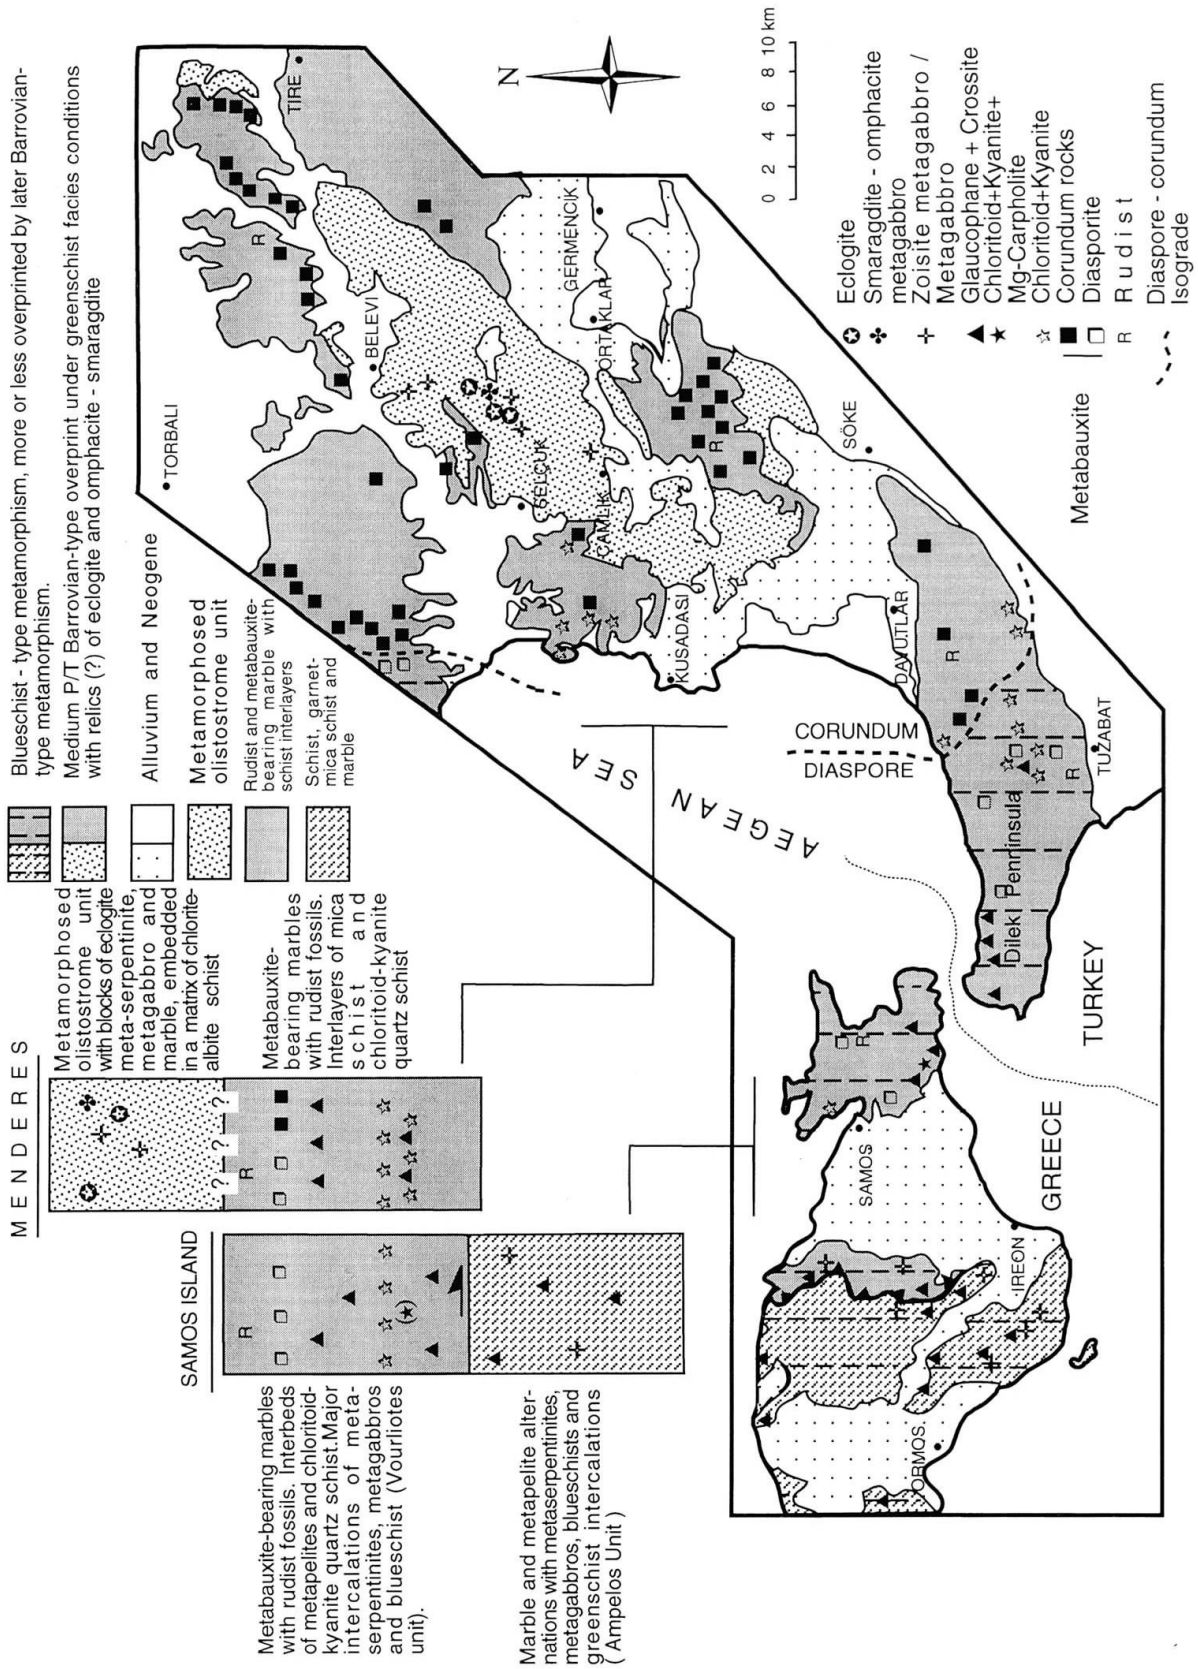 Blueschist - type metamorphism, more or less overprinted by later Barrovian-
type metamorphism.
Medium P/T Barrovian-type overprint under greenschist facies conditions
with relics (?) of eclogite and omphacite - smaragdite
Alluvium and Neogene
Metamorphosed
olistostrome unit
Rudist and metabauxite-
bearing marble with
schist interlayers
Schist, garnet-
mica schist and
marble
MENDERES
Metamorphosed
olistostrome unit
with blocks of eclogite
meta-serpentinite,
metagabbro and
marble, embedded
in a matrix of chlorite-
albite schist
Metabauxite-
bearing marbles
with rudist fossils.
Interlayers of mica
schist and
chloritoid-kyanite
quartz schist
? ? ?
R
SAMOS ISLAND
R
Metabauxite-bearing marbles
with rudist fossils. Interbeds
of metapelites and chloritoid-
kyanite quartz schist.Major
intercalations of meta-
serpentinites, metagabbros
and blueschist (Vourliotes
unit).
Marble and metapelite alter-
nations with metaserpentinites,
metagabbros, blueschists and
greenschist intercalations
( Ampelos Unit )
TORBALI
TIRE
R
BELEVI
SELÇUK
GERMENCIK
ORTAKLAR
ÇAMLIK
R
KUSADASI
SÖKE
DAVUTLAR
R
CORUNDUM
DIASPORE
AEGEAN SEA
TUZABAT
R
Dilek Penninsula
TURKEY
GREECE
R
SAMOS
IREON
ORMOS
N
0 2 4 6 8 10 km
Eclogite
Smaragdite - omphacite
metagabbro
Zoisite metagabbro /
Metagabbro
Glaucophane + Crossite
Chloritoid+Kyanite+
Mg-Carpholite
Chloritoid+Kyanite
Metabauxite
Corundum rocks
Diasporite
R Rudist
Diaspore - corundum
Isograde